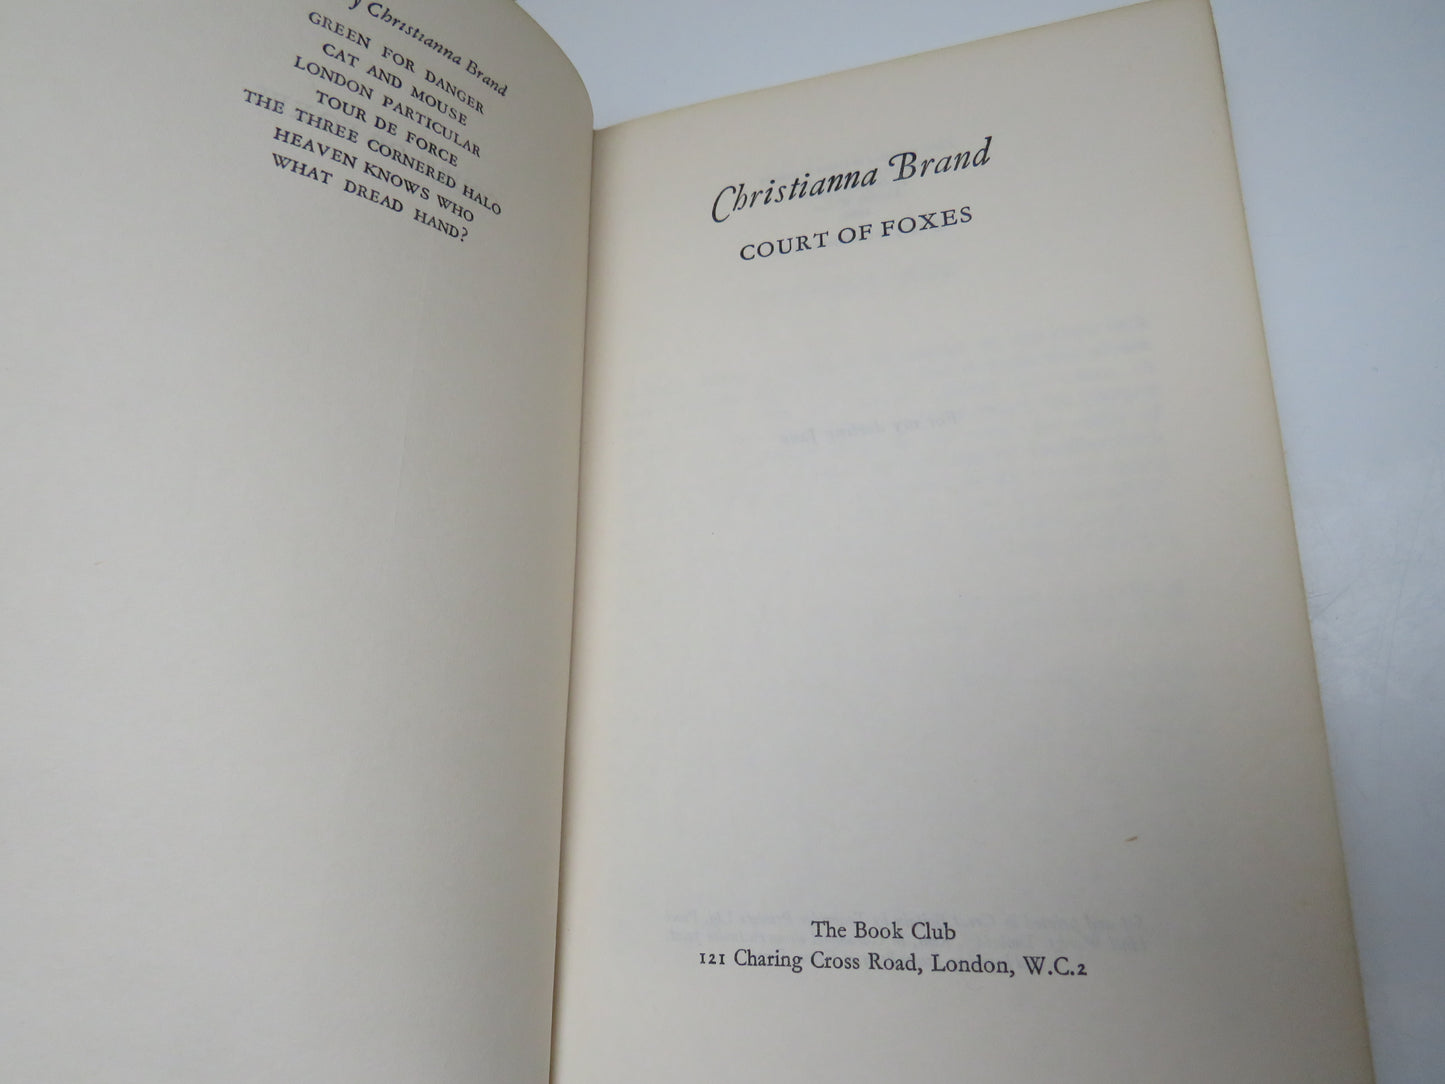 y Christianna Brand
GREEN FOR DANGER
CAT AND MOUSE
LONDON PARTICULAR
TOUR DE FORCE
THE THREE CORNERED HALO
HEAVEN KNOWS WHO
WHAT DREAD HAND?
Christianna Brand
COURT OF FOXES
The Book Club
121 Charing Cross Road, London, W.C.2